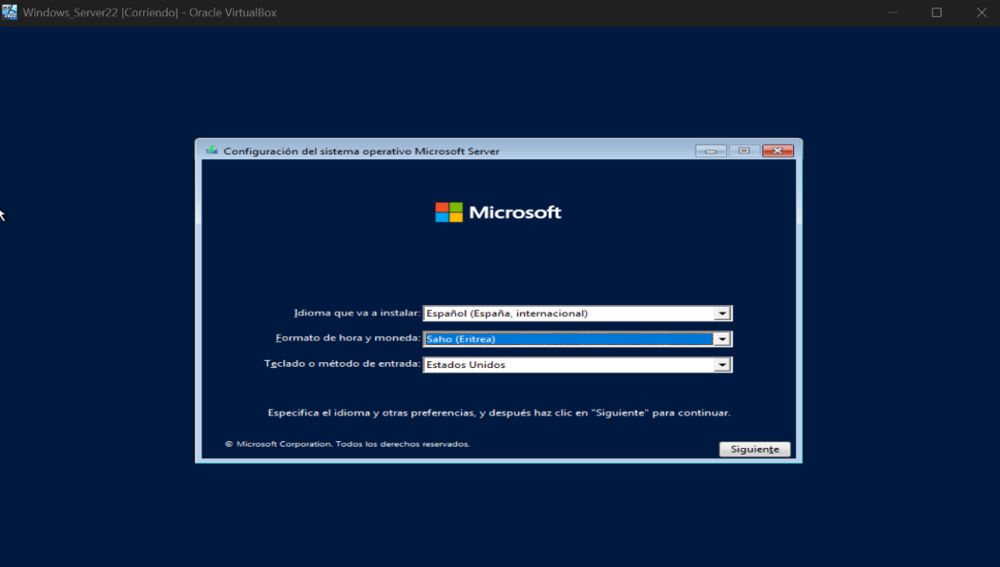 Windows_Server22 [Corriendo] - Oracle VirtualBox
Configuración del sistema operativo Microsoft Server
Microsoft
Idioma que va a instalar: Español (España, internacional)
Formato de hora y moneda: Saho (Eritrea)
Teclado o método de entrada: Estados Unidos
Especifica el idioma y otras preferencias, y después haz clic en "Siguiente" para continuar.
© Microsoft Corporation. Todos los derechos reservados.
Siguiente